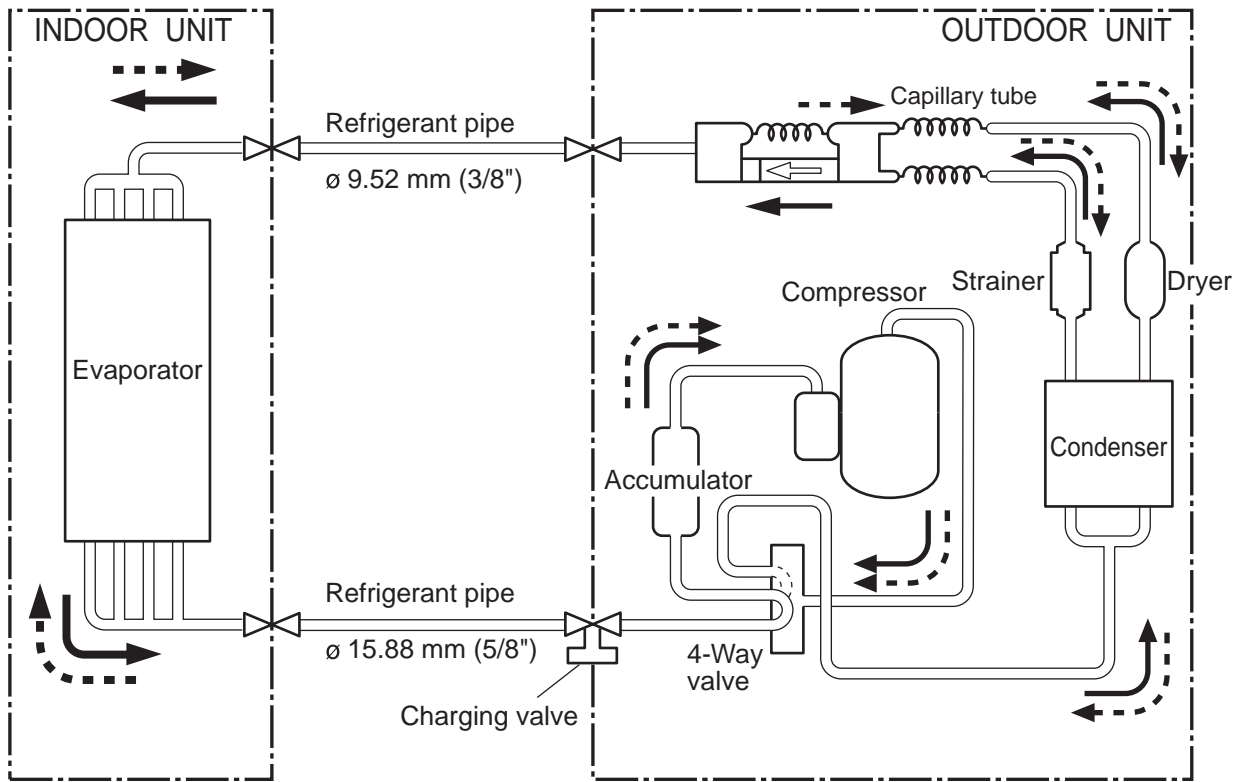 INDOOR UNIT
OUTDOOR UNIT
Refrigerant pipe
ø 9.52 mm (3/8")
Capillary tube
Strainer
Dryer
Compressor
Evaporator
Condenser
Accumulator
Refrigerant pipe
ø 15.88 mm (5/8")
4-Way
valve
Charging valve